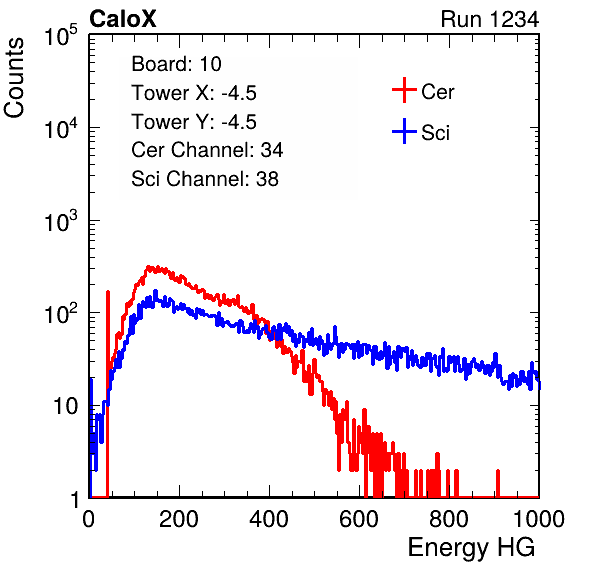 CaloX Run 1234
Counts
10^5
10^4
10^3
10^2
10
1
Board: 10
Tower X: -4.5
Tower Y: -4.5
Cer Channel: 34
Sci Channel: 38
Cer
Sci
0 200 400 600 800 1000
Energy HG